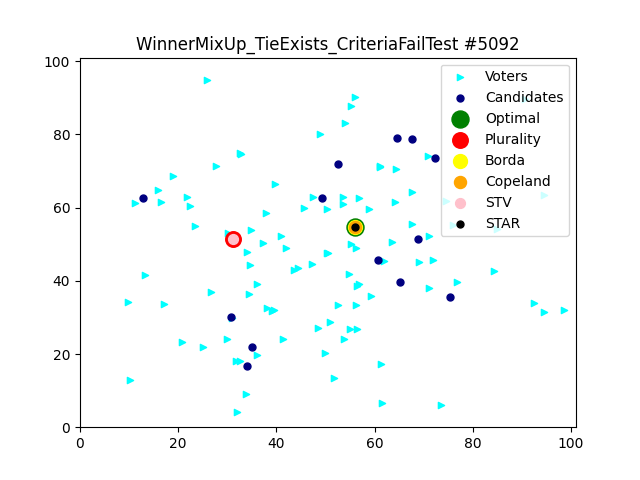 WinnerMixUp_TieExists_CriteriaFailTest #5092
100
80
60
40
20
0
0 20 40 60 80 100
Voters
Candidates
Optimal
Plurality
Borda
Copeland
STV
STAR